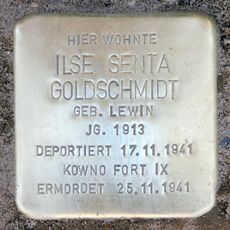 HIER WOHNTE
ILSE SENTA
GOLDSCHMIDT
GEB. LEWIN
JG. 1913
DEPORTIERT 17.11.1941
KOWNO FORT IX
ERMORDET 25.11.1941